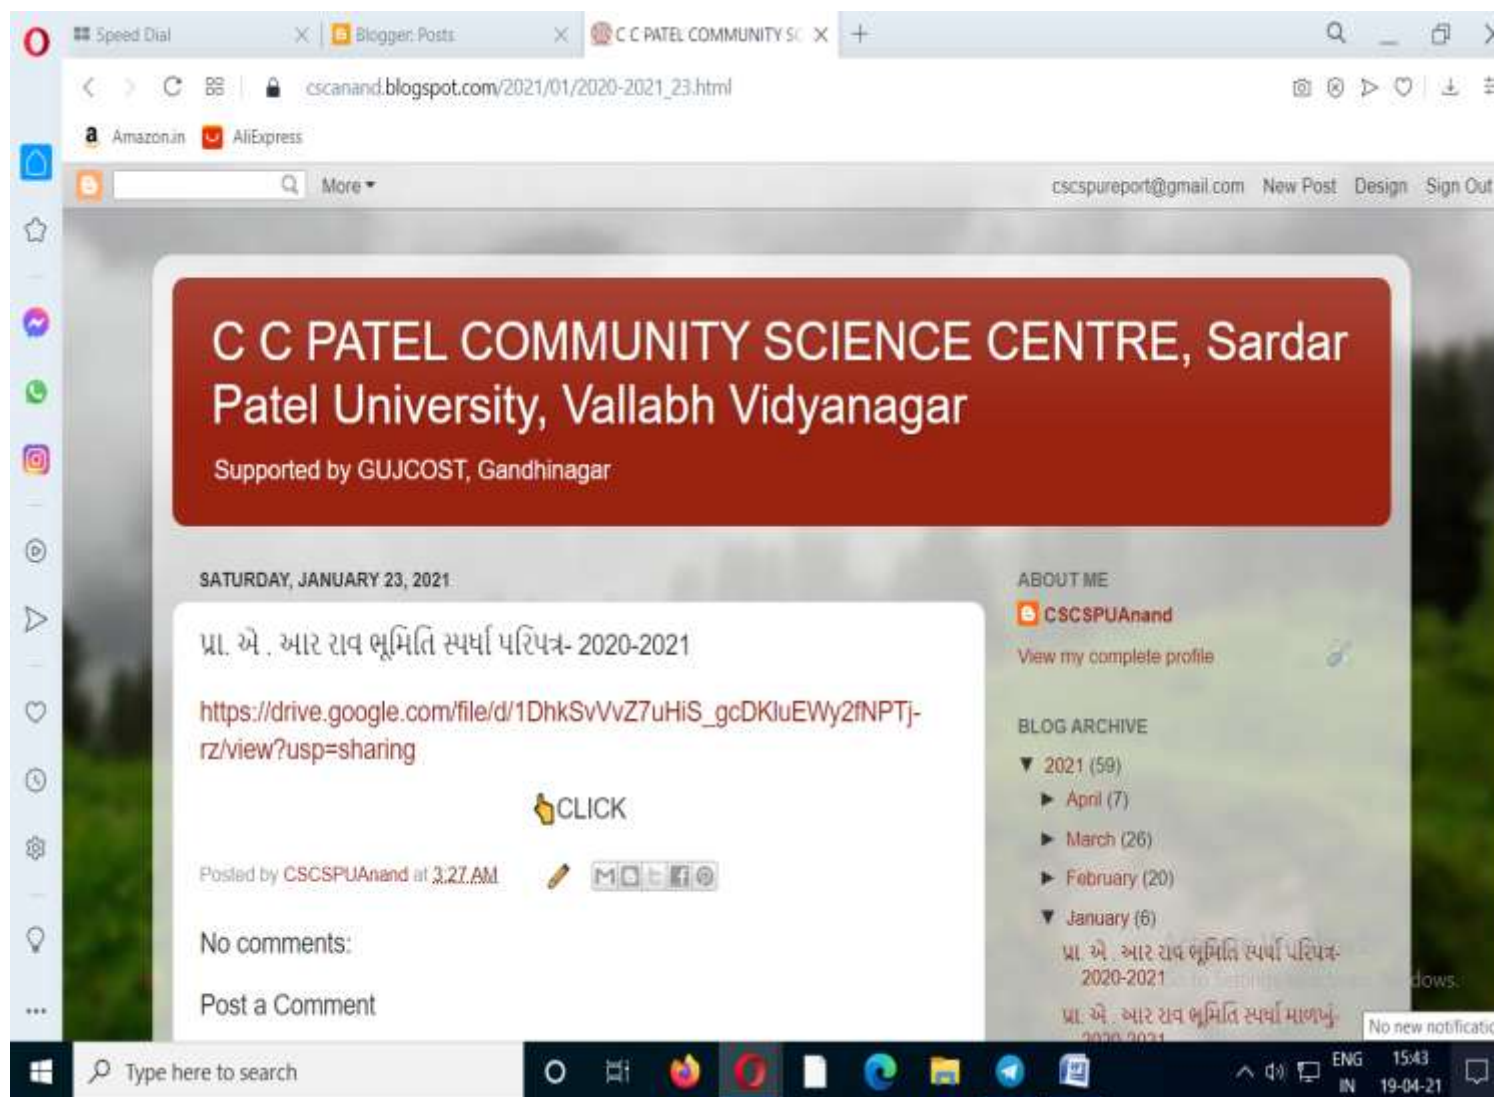 Speed Dial
Blogger: Posts
C C PATEL COMMUNITY SC
cscanand.blogspot.com/2021/01/2020-2021_23.html
Amazon.in
AliExpress
More
cscspureport@gmail.com New Post Design Sign Out
C C PATEL COMMUNITY SCIENCE CENTRE, Sardar
Patel University, Vallabh Vidyanagar
Supported by GUJCOST, Gandhinagar
SATURDAY, JANUARY 23, 2021
પ્રા. એ . આર રાવ ભૂમિતિ સ્પર્ધા પરિપત્ર- 2020-2021
https://drive.google.com/file/d/1DhkSvVvZ7uHiS_gcDKluEWy2fNPTj-
rz/view?usp=sharing
👆CLICK
Posted by CSCSPUAnand at 3:27 AM
No comments:
Post a Comment
ABOUT ME
CSCSPUAnand
View my complete profile
BLOG ARCHIVE
▼ 2021 (59)
► April (7)
► March (26)
► February (20)
▼ January (6)
પ્રા. એ . આર રાવ ભૂમિતિ સ્પર્ધા પરિપત્ર-
2020-2021
પ્રા. એ . આર રાવ ભૂમિતિ સ્પર્ધા માળખું-
2020-2021
No new notificatio
Type here to search
ENG
IN
15:43
19-04-21